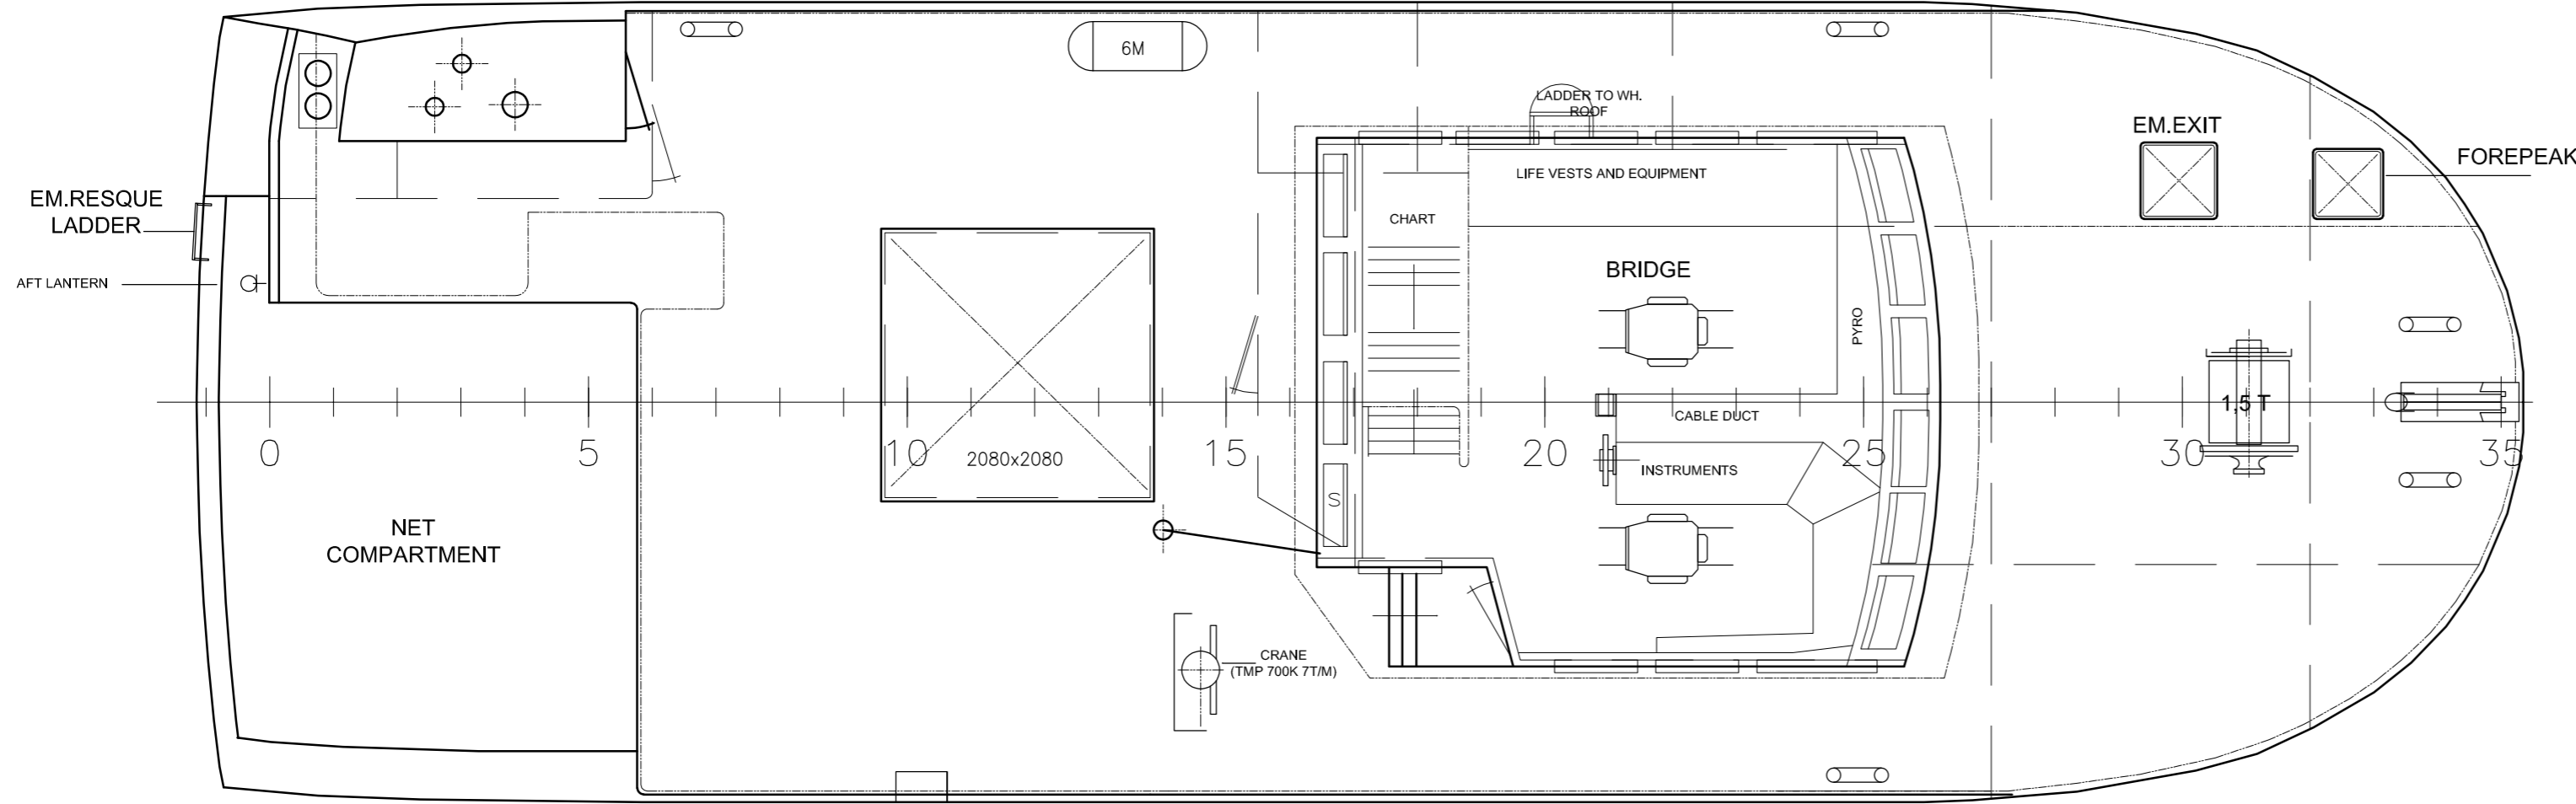 6M
LADDER TO WH.
ROOF
EM.EXIT
FOREPEAK
LIFE VESTS AND EQUIPMENT
EM.RESQUE
LADDER
CHART
AFT LANTERN
BRIDGE
PYRO
1,5 T
CABLE DUCT
0
5
10
2080x2080
15
20
INSTRUMENTS
25
30
35
S
NET
COMPARTMENT
CRANE
(TMP 700K 7T/M)